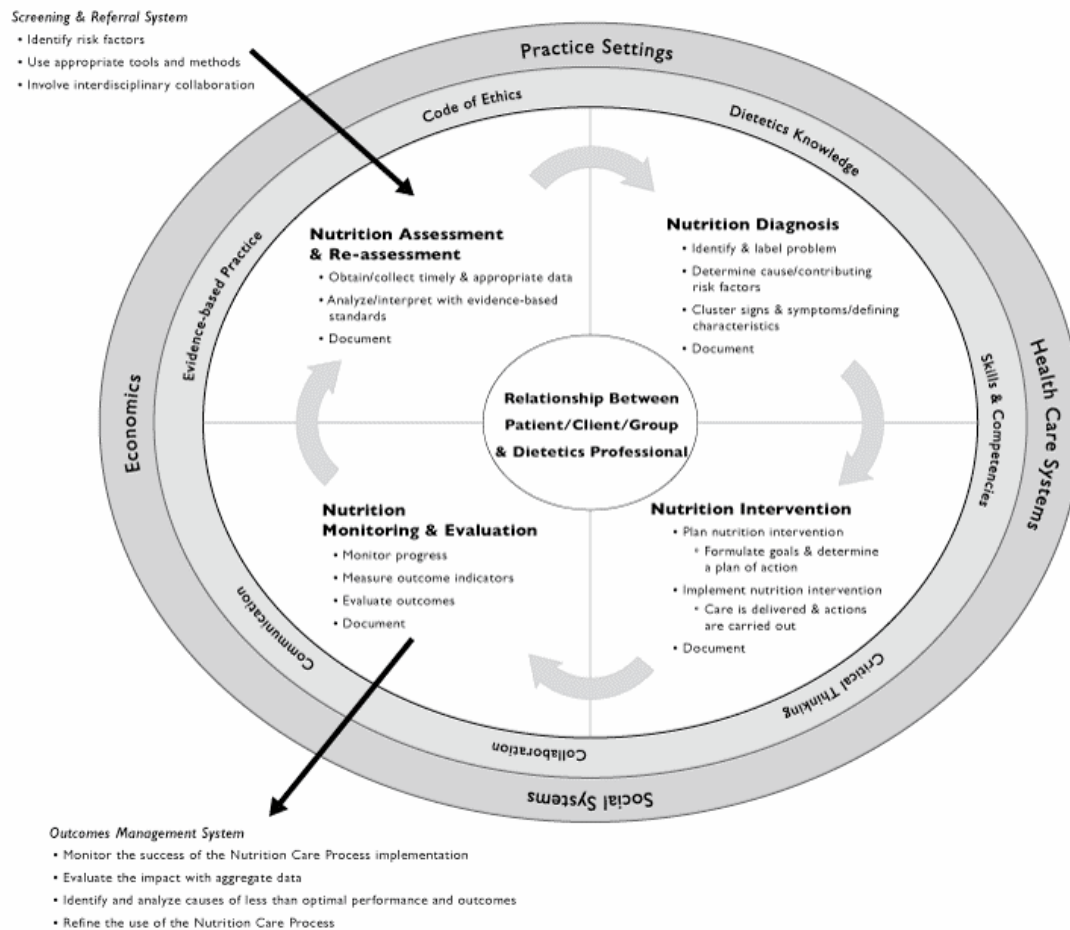 Screening & Referral System
• Identify risk factors
• Use appropriate tools and methods
• Involve interdisciplinary collaboration
Practice Settings
Code of Ethics
Dietetics Knowledge
Evidence-based Practice
Economics
Skills & Competencies
Health Care Systems
Nutrition Assessment
& Re-assessment
• Obtain/collect timely & appropriate data
• Analyze/interpret with evidence-based
standards
• Document
Nutrition Diagnosis
• Identify & label problem
• Determine cause/contributing
risk factors
• Cluster signs & symptoms/defining
characteristics
• Document
Relationship Between
Patient/Client/Group
& Dietetics Professional
Nutrition
Monitoring & Evaluation
• Monitor progress
• Measure outcome indicators
• Evaluate outcomes
• Document
Nutrition Intervention
• Plan nutrition intervention
° Formulate goals & determine
a plan of action
• Implement nutrition intervention
° Care is delivered & actions
are carried out
• Document
Communication
Critical Thinking
Collaboration
Social Systems
Outcomes Management System
• Monitor the success of the Nutrition Care Process implementation
• Evaluate the impact with aggregate data
• Identify and analyze causes of less than optimal performance and outcomes
• Refine the use of the Nutrition Care Process